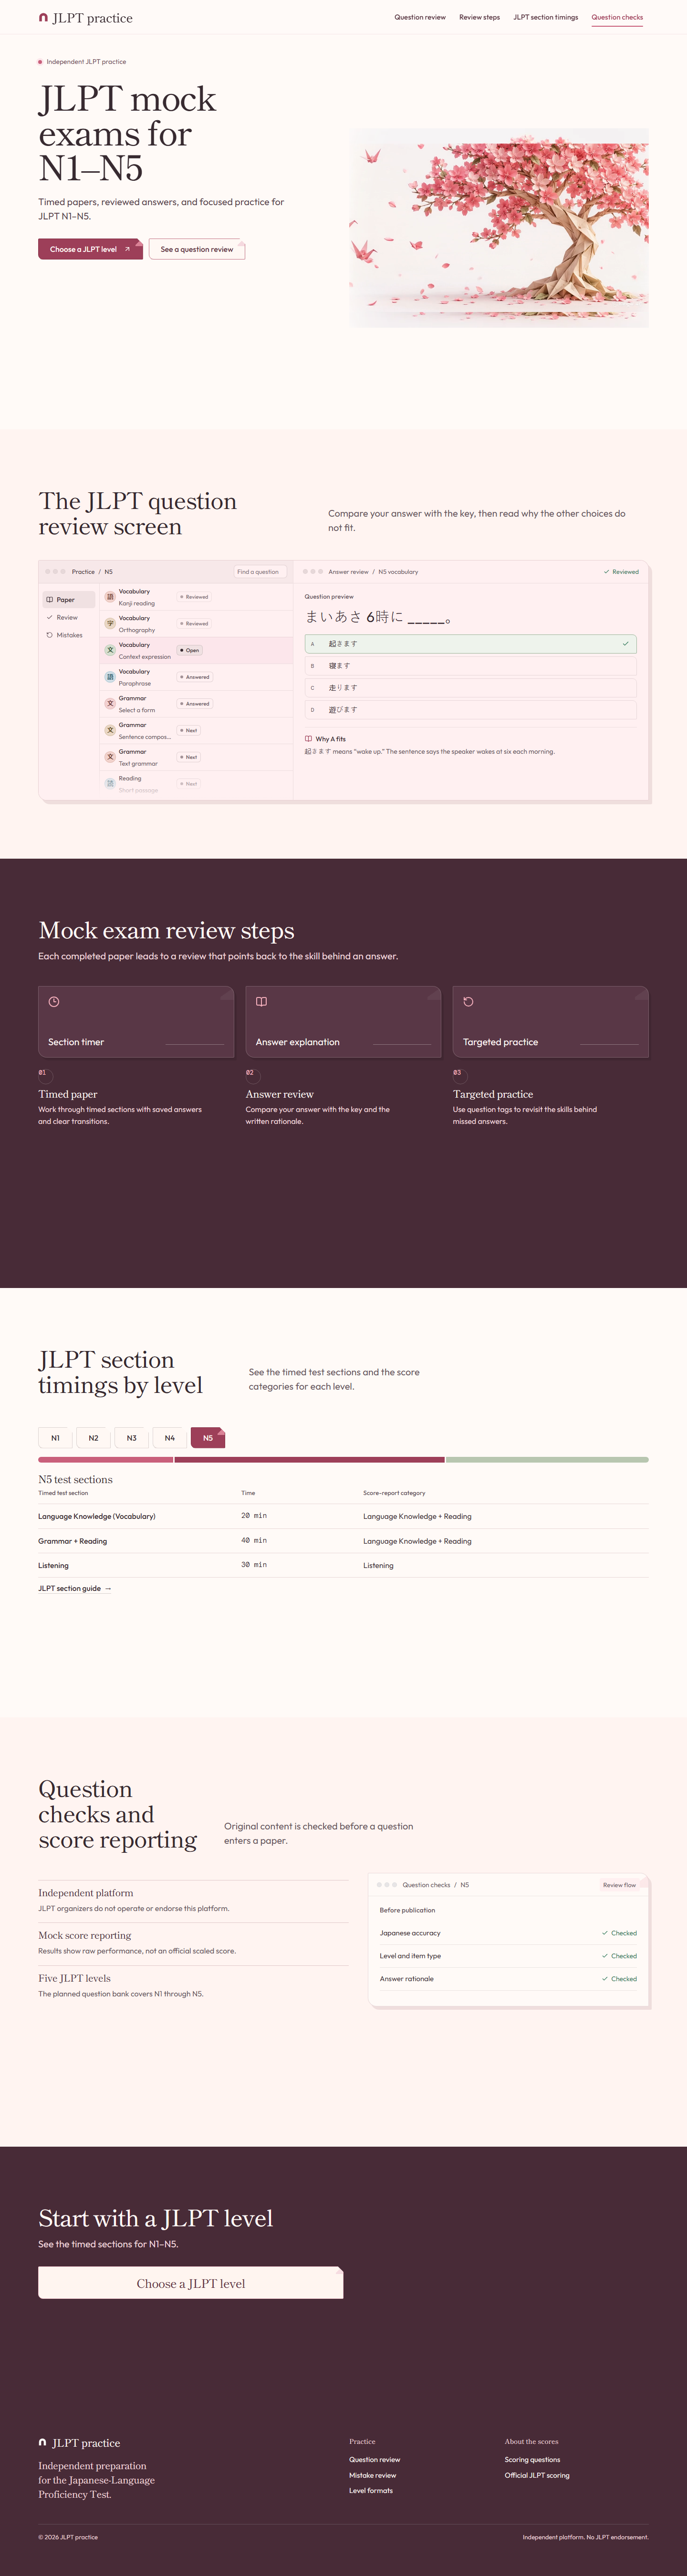 JLPT practice
Question review
Review steps
JLPT section timings
Question checks
Independent JLPT practice
JLPT mock
exams for
N1–N5
Timed papers, reviewed answers, and focused practice for
JLPT N1–N5.
Choose a JLPT level
See a question review
The JLPT question
review screen
Compare your answer with the key, then read why the other choices do
not fit.
Practice / N5
Find a question
Paper
Review
Mistakes
語
Vocabulary
Kanji reading
Reviewed
字
Vocabulary
Orthography
Reviewed
文
Vocabulary
Context expression
Open
語
Vocabulary
Paraphrase
Answered
文
Grammar
Select a form
Answered
文
Grammar
Sentence compos...
Next
文
Grammar
Text grammar
Next
読
Reading
Short passage
Next
Answer review / N5 vocabulary
Reviewed
Question preview
まいあさ 6時に _____。
A 起きます
B 寝ます
C 走ります
D 遊びます
Why A fits
起きます means "wake up." The sentence says the speaker wakes at six each morning.
Mock exam review steps
Each completed paper leads to a review that points back to the skill behind an answer.
Section timer
Answer explanation
Targeted practice
01
Timed paper
Work through timed sections with saved answers
and clear transitions.
02
Answer review
Compare your answer with the key and the
written rationale.
03
Targeted practice
Use question tags to revisit the skills behind
missed answers.
JLPT section
timings by level
See the timed test sections and the score
categories for each level.
N1
N2
N3
N4
N5
N5 test sections
Timed test section
Time
Score-report category
Language Knowledge (Vocabulary)
20 min
Language Knowledge + Reading
Grammar + Reading
40 min
Language Knowledge + Reading
Listening
30 min
Listening
JLPT section guide →
Question
checks and
score reporting
Original content is checked before a question
enters a paper.
Independent platform
JLPT organizers do not operate or endorse this platform.
Mock score reporting
Results show raw performance, not an official scaled score.
Five JLPT levels
The planned question bank covers N1 through N5.
Question checks / N5
Review flow
Before publication
Japanese accuracy
Checked
Level and item type
Checked
Answer rationale
Checked
Start with a JLPT level
See the timed sections for N1–N5.
Choose a JLPT level
JLPT practice
Independent preparation
for the Japanese-Language
Proficiency Test.
Practice
Question review
Mistake review
Level formats
About the scores
Scoring questions
Official JLPT scoring
© 2026 JLPT practice
Independent platform. No JLPT endorsement.